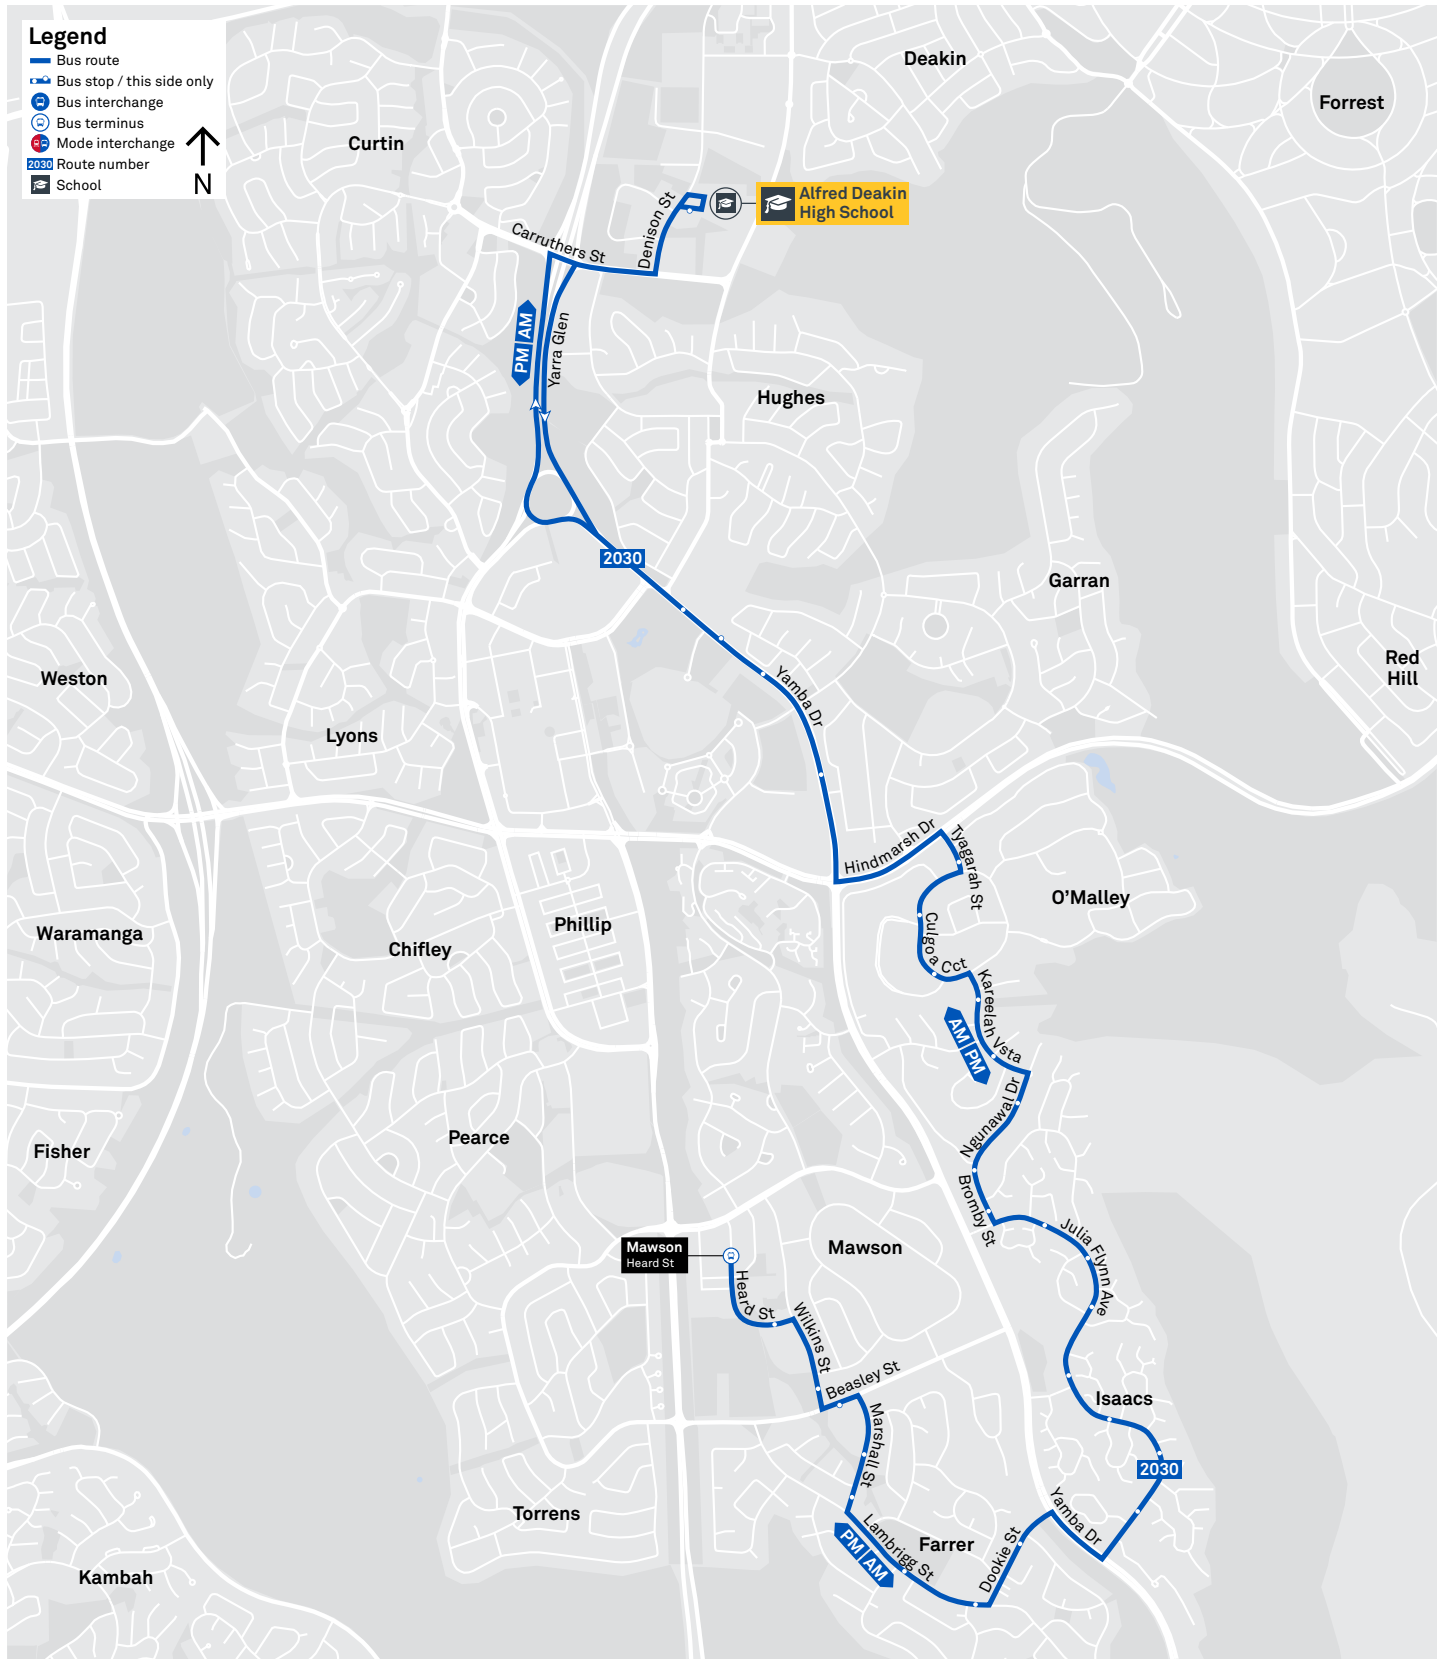 Legend
Bus route
Bus stop / this side only
Bus interchange
Bus terminus
Mode interchange
2030 Route number
School
N
Deakin
Forrest
Curtin
Alfred Deakin
High School
Denison St
Carruthers St
PM AM
Yarra Glen
Hughes
2030
Garran
Red
Hill
Weston
Yamba Dr
Lyons
Hindmarsh Dr
Tyagarah St
O'Malley
Culgoa Cct
Phillip
Waramanga
Chifley
Kareelah Vsta
AM PM
Ngunawal Dr
Pearce
Fisher
Bromby St
Julia Flynn Ave
Mawson
Heard St
Mawson
Heard St
Wilkins St
Beasley St
Isaacs
Marshall St
2030
Torrens
Yamba Dr
Lambrigg St
PM AM
Farrer
Dookie St
Kambah